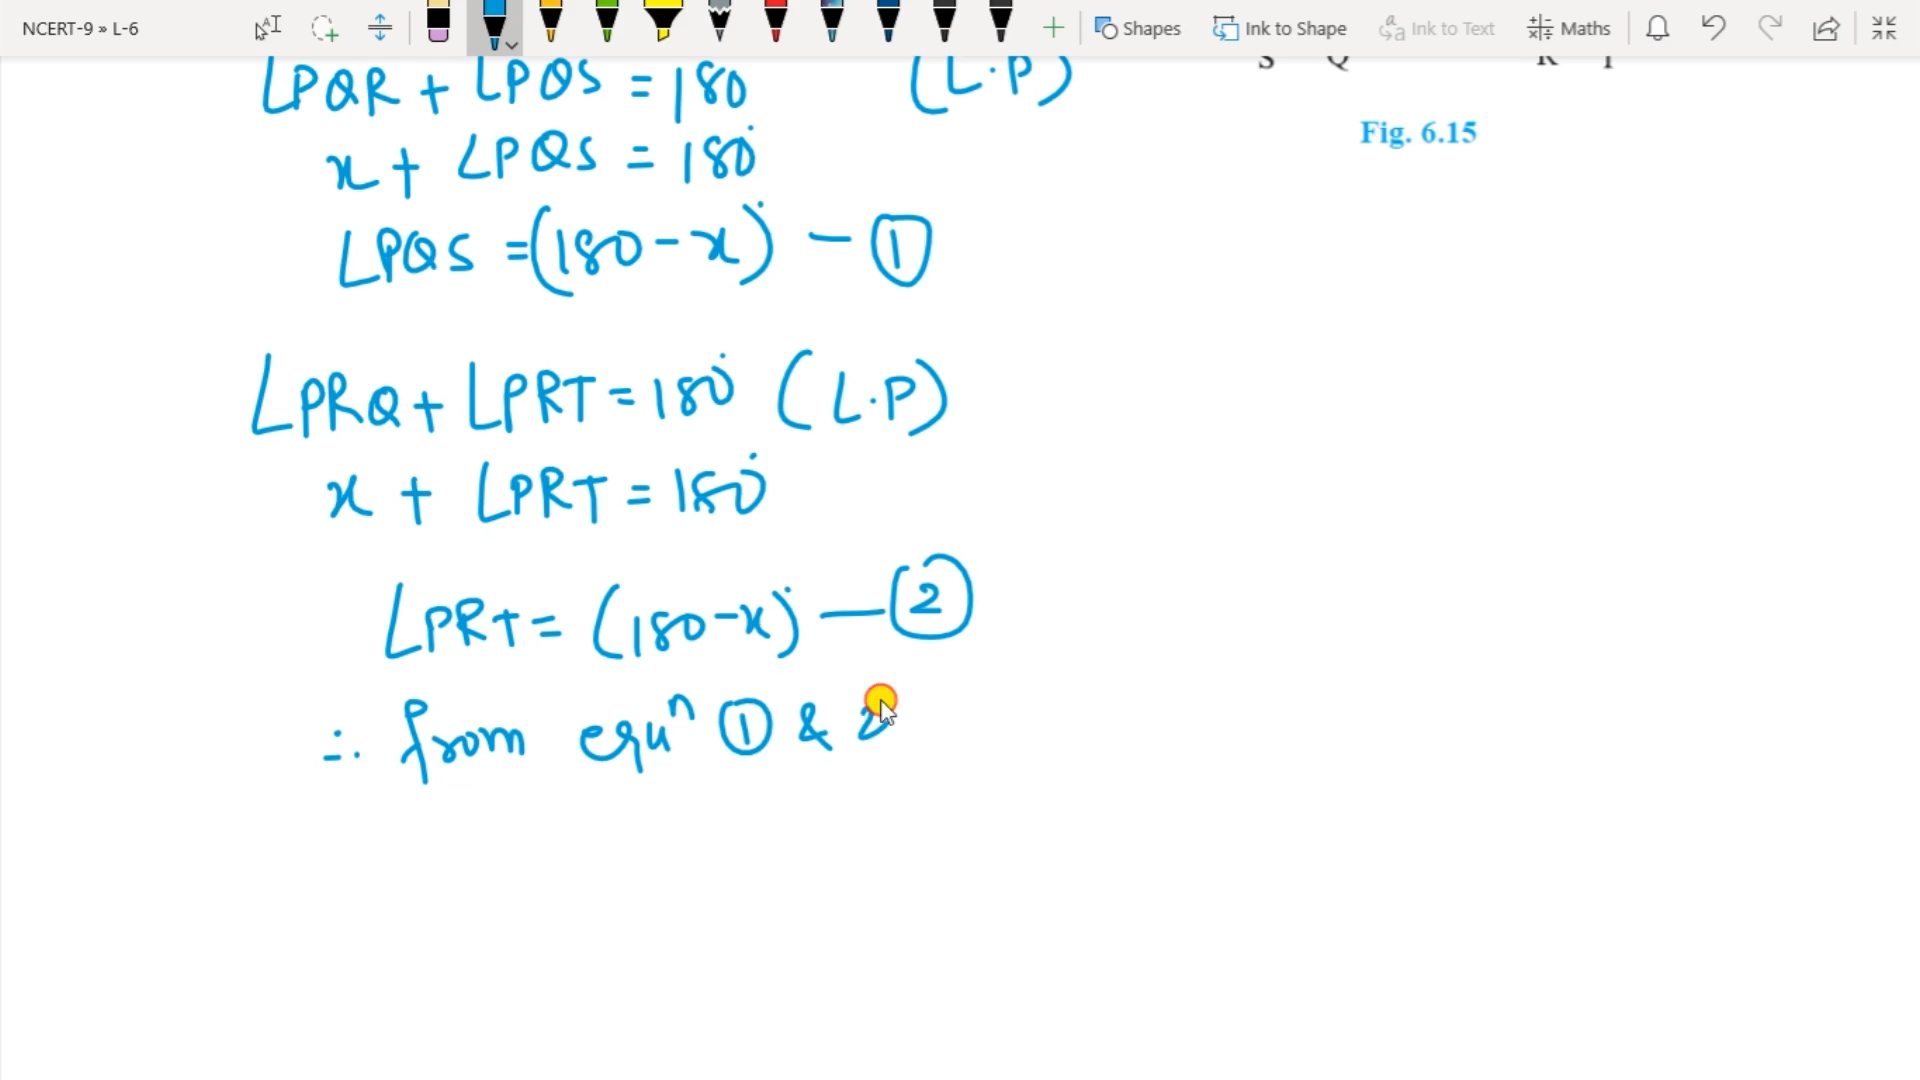 NCERT-9 » L-6 Shapes Ink to Shape Ink to Text Maths
S Q R T
∠PQR + ∠PQS = 180 (L.P)
Fig. 6.15
x + ∠PQS = 180°
∠PQS = (180 - x)° - ①
∠PRQ + ∠PRT = 180° (L.P)
x + ∠PRT = 180°
∠PRT = (180 - x)° — ②
∴ from equⁿ ① & 2